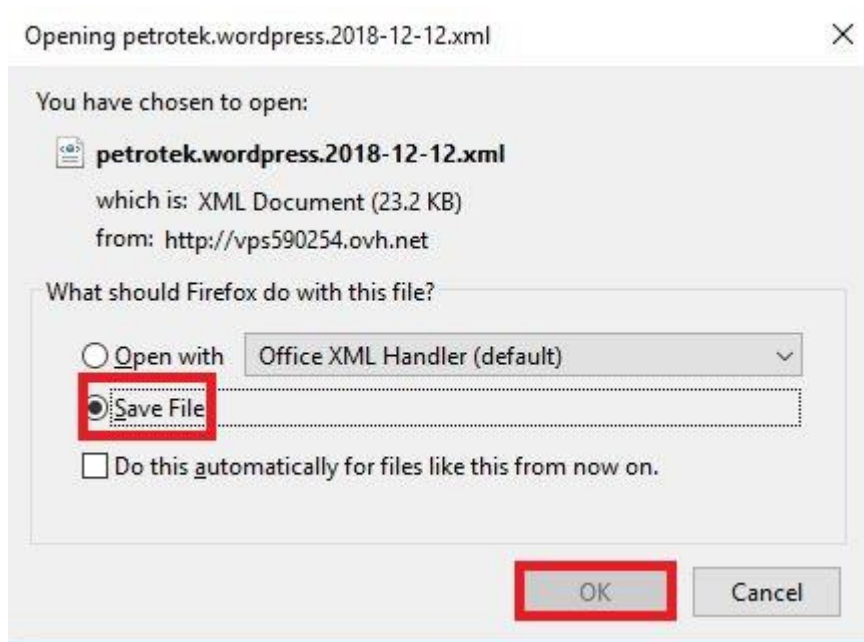 Opening petrotek.wordpress.2018-12-12.xml
You have chosen to open:
petrotek.wordpress.2018-12-12.xml
which is: XML Document (23.2 KB)
from: http://vps590254.ovh.net
What should Firefox do with this file?
Open with Office XML Handler (default)
Save File
Do this automatically for files like this from now on.
OK Cancel